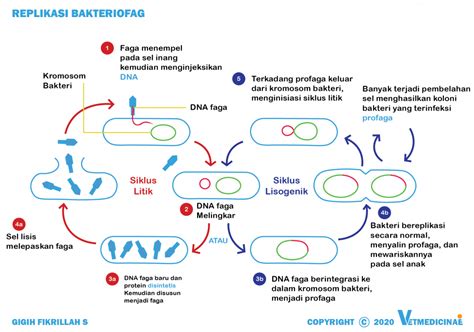 REPLIKASI BAKTERIOFAG
1
Faga menempel
pada sel inang
kemudian menginjeksikan
DNA
Kromosom
Bakteri
DNA faga
5
Terkadang profaga keluar
dari kromosom bakteri,
menginisiasi siklus litik
Banyak terjadi pembelahan
sel menghasilkan koloni
bakteri yang terinfeksi
profaga
Siklus
Litik
Siklus
Lisogenik
2
DNA faga
Melingkar
4a
Sel lisis
melepaskan faga
ATAU
4b
Bakteri bereplikasi
secara normal,
menyalin profaga, dan
mewariskannya
pada sel anak
3a
DNA faga baru dan
protein disintetis
Kemudian disusun
menjadi faga
3b
DNA faga berintegrasi ke
dalam kromosom bakteri,
menjadi profaga
GIGIH FIKRILLAH S
COPYRIGHT © 2020 VETMEDICINAE